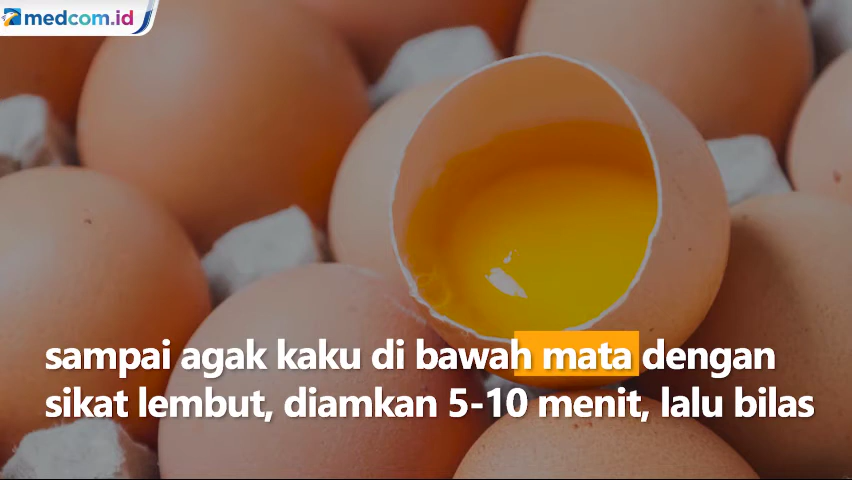 medcom.id
sampai agak kaku di bawah mata dengan
sikat lembut, diamkan 5-10 menit, lalu bilas